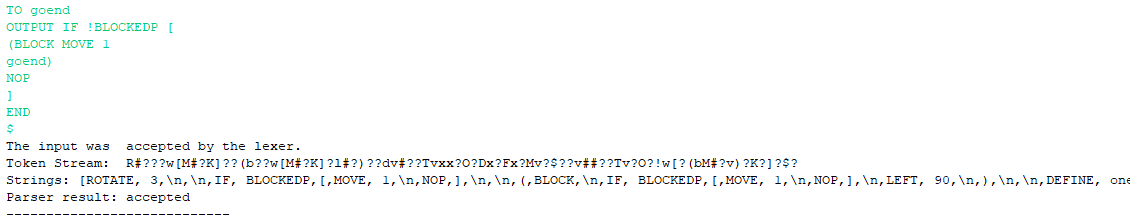 TO goend
OUTPUT IF !BLOCKEDP [
(BLOCK MOVE 1
goend)
NOP
]
END
$
The input was  accepted by the lexer.
Token Stream:  R#???w[M#?K]??(b??w[M#?K]?l#?)??dv#??Tvxx?O?Dx?Fx?Mv?$??v##??Tv?O?!w[?(bM#?v)?K?]?$?
Strings: [ROTATE, 3,\n,\n,IF, BLOCKEDP,[,MOVE, 1,\n,NOP,],\n,\n,(,BLOCK,\n,IF, BLOCKEDP,[,MOVE, 1,\n,NOP,],\n,LEFT, 90,\n,),\n,\n,DEFINE, one
Parser result: accepted
----------------------------